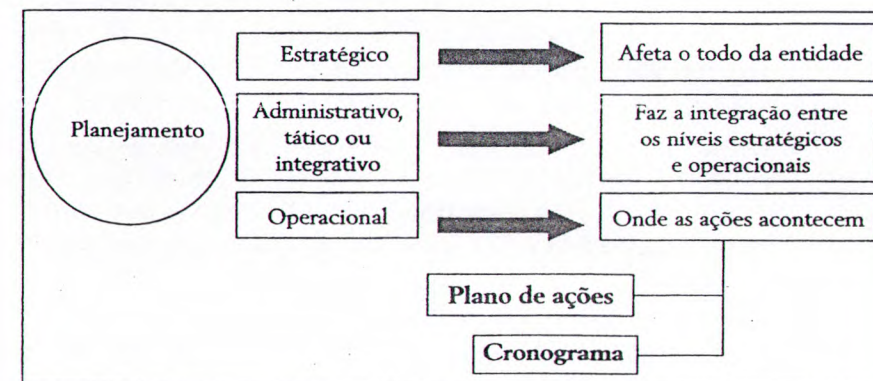 Planejamento
Estratégico
Afeta o todo da entidade
Administrativo,
tático ou
integrativo
Faz a integração entre
os níveis estratégicos
e operacionais
Operacional
Onde as ações acontecem
Plano de ações
Cronograma